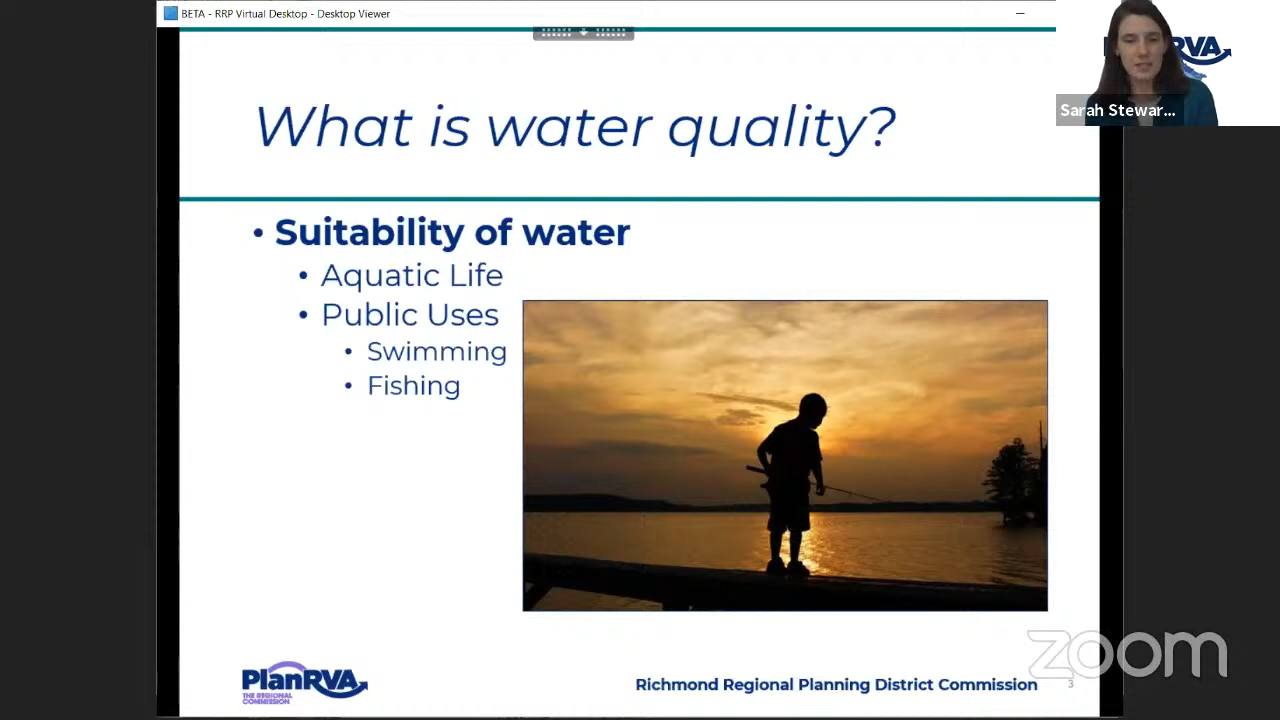 BETA - RRP Virtual Desktop - Desktop Viewer
RVA
Sarah Stewar...
What is water quality?
• Suitability of water
• Aquatic Life
• Public Uses
• Swimming
• Fishing
zoom
PlanRVA
THE REGIONAL
COMMISSION
Richmond Regional Planning District Commission
3